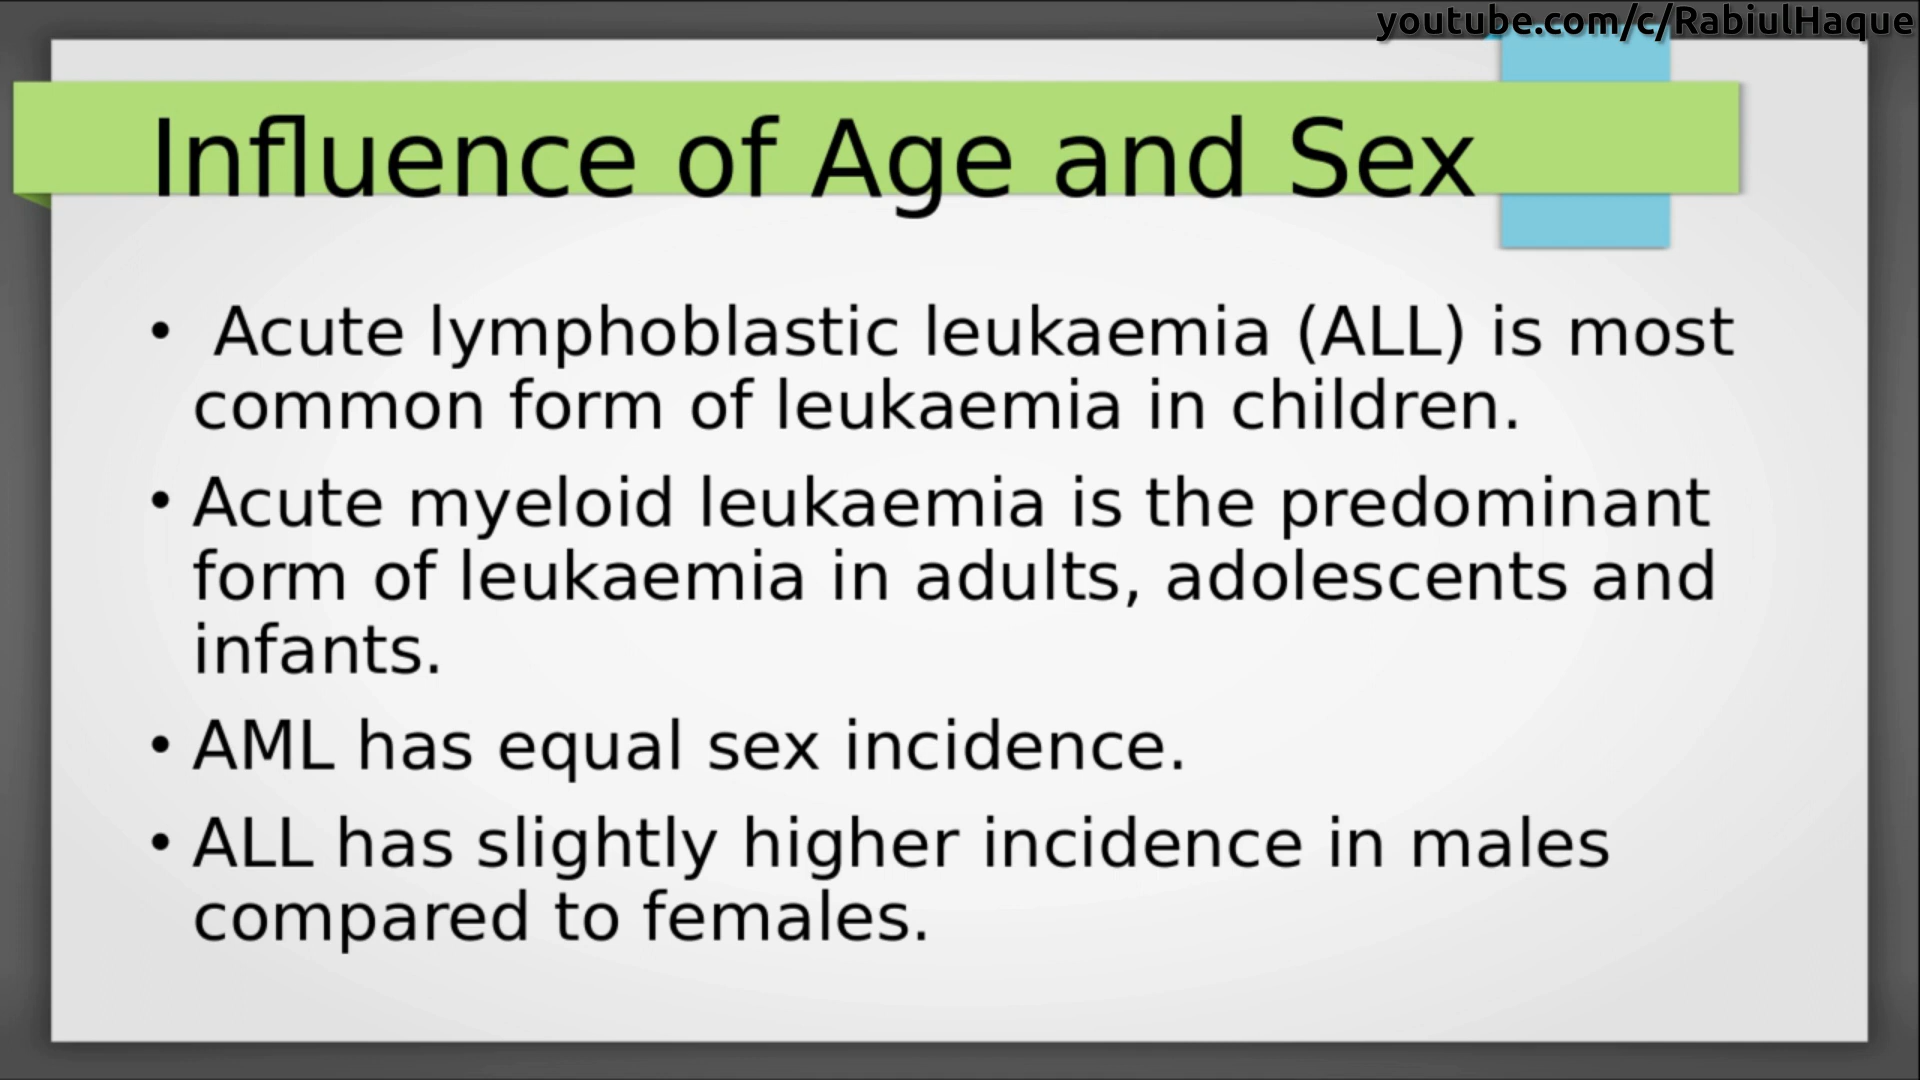 youtube.com/c/RabiulHaque
Influence of Age and Sex
• Acute lymphoblastic leukaemia (ALL) is most
common form of leukaemia in children.
• Acute myeloid leukaemia is the predominant
form of leukaemia in adults, adolescents and
infants.
• AML has equal sex incidence.
• ALL has slightly higher incidence in males
compared to females.